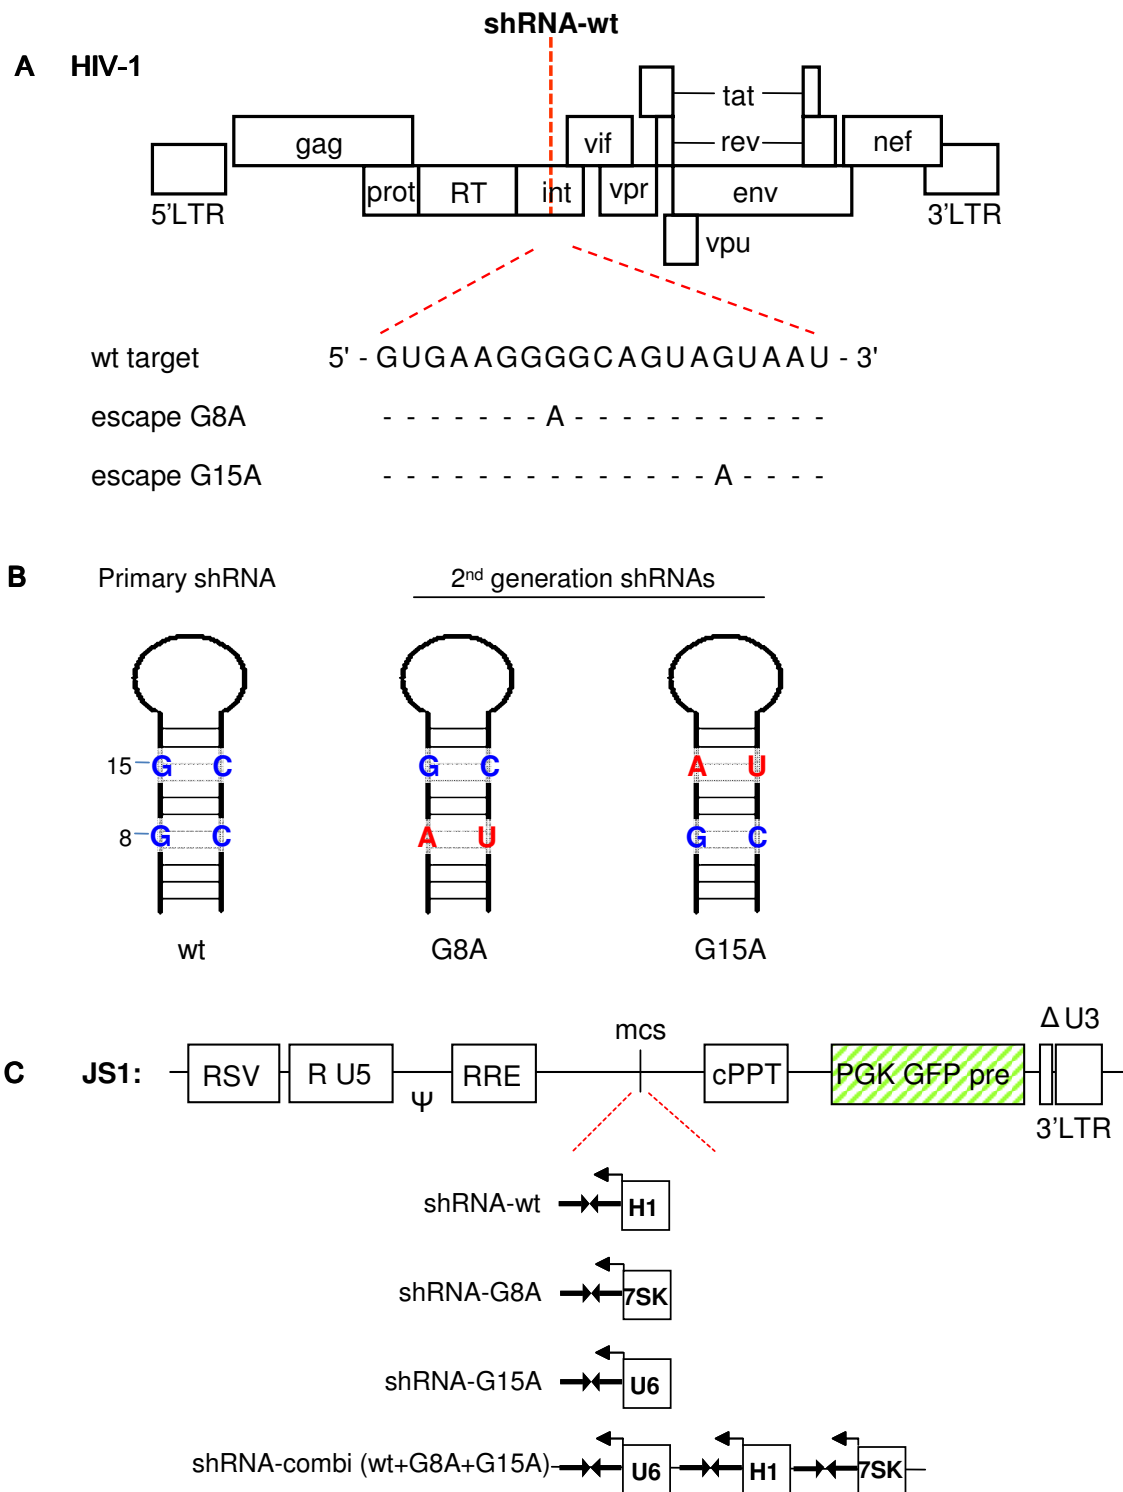 shRNA-wt
A HIV-1
tat
gag
vif
rev
nef
prot
RT
int
vpr
env
5'LTR
3'LTR
vpu
wt target 5' - GUGAAGGGGCAGUAGUAAU - 3'
escape G8A - - - - - - - A - - - - - - - - - - -
escape G15A - - - - - - - - - - - - - - A - - - -
B Primary shRNA 2nd generation shRNAs
15 G C G C A U
8 G C A U G C
wt G8A G15A
mcs Δ U3
C JS1: RSV R U5 RRE cPPT PGK GFP pre
Ψ
3'LTR
shRNA-wt H1
shRNA-G8A 7SK
shRNA-G15A U6
shRNA-combi (wt+G8A+G15A) U6 H1 7SK